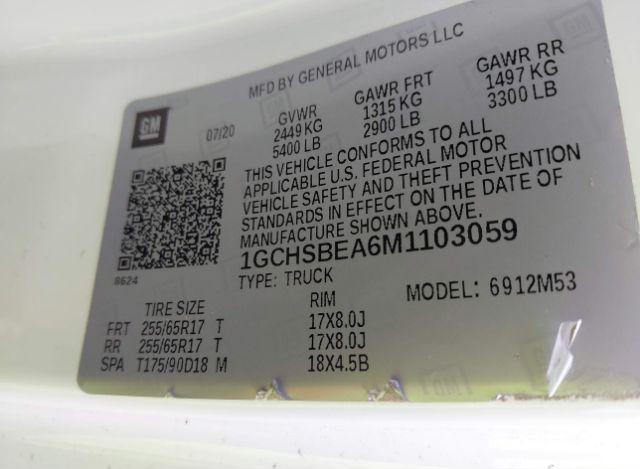 MFD BY GENERAL MOTORS LLC
GM
07/20
GVWR GAWR FRT GAWR RR
2449 KG 1315 KG 1497 KG
5400 LB 2900 LB 3300 LB
THIS VEHICLE CONFORMS TO ALL
APPLICABLE U.S. FEDERAL MOTOR
VEHICLE SAFETY AND THEFT PREVENTION
STANDARDS IN EFFECT ON THE DATE OF
MANUFACTURE SHOWN ABOVE.
1GCHSBEA6M1103059
8624
TYPE: TRUCK MODEL: 6912M53
TIRE SIZE RIM
FRT 255/65R17 T 17X8.0J
RR 255/65R17 T 17X8.0J
SPA T175/90D18 M 18X4.5B